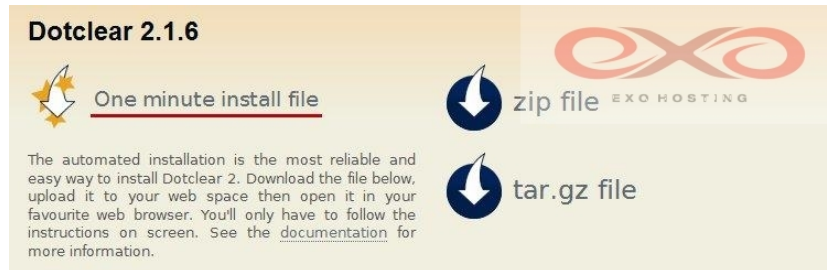 Dotclear 2.1.6
One minute install file
The automated installation is the most reliable and
easy way to install Dotclear 2. Download the file below,
upload it to your web space then open it in your
favourite web browser. You'll only have to follow the
instructions on screen. See the documentation for
more information.
zip file
tar.gz file
exo
EXO HOSTING